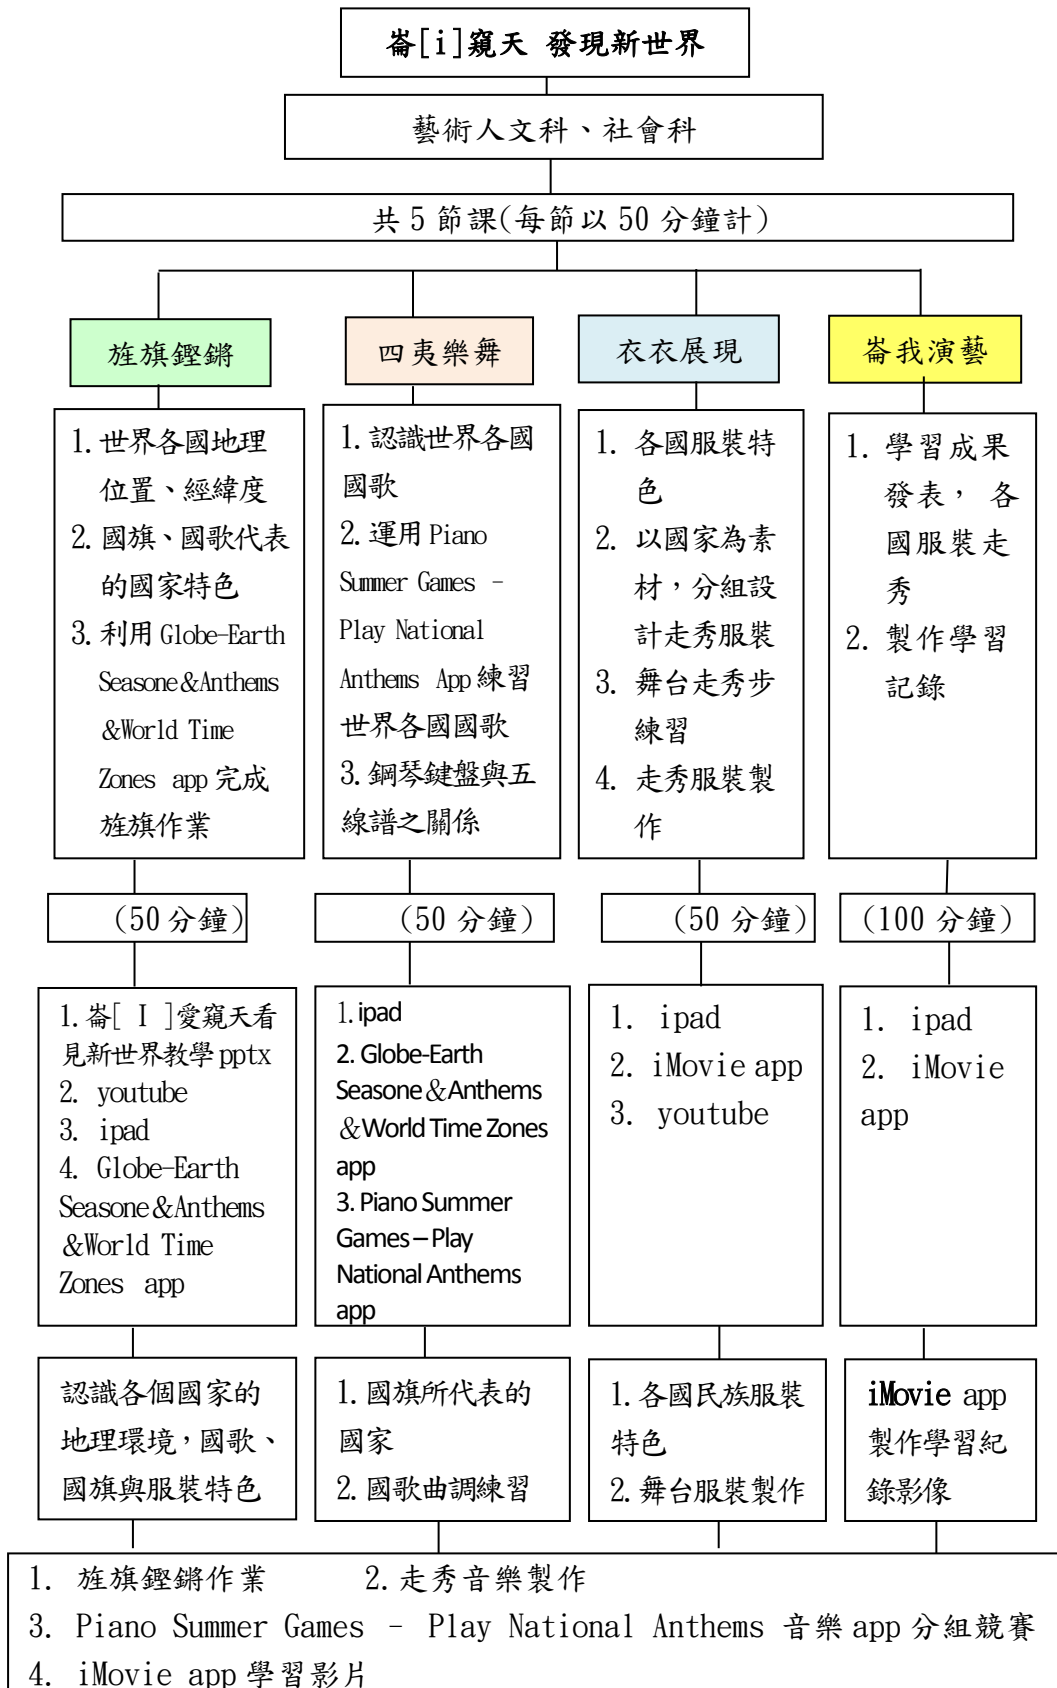 崙[i]窺天 發現新世界
藝術人文科、社會科
共 5 節課(每節以 50 分鐘計)
旌旗鏗鏘
四夷樂舞
衣衣展現
崙我演藝
1. 世界各國地理
位置、經緯度
2. 國旗、國歌代表
的國家特色
3. 利用 Globe-Earth
Seasone&Anthems
&World Time
Zones app 完成
旌旗作業
1. 認識世界各國
國歌
2. 運用 Piano
Summer Games –
Play National
Anthems App 練習
世界各國國歌
3. 鋼琴鍵盤與五
線譜之關係
1. 各國服裝特
色
2. 以國家為素
材，分組設
計走秀服裝
3. 舞台走秀步
練習
4. 走秀服裝製
作
1. 學習成果
發表， 各
國服裝走
秀
2. 製作學習
記錄
(50 分鐘)
(50 分鐘)
(50 分鐘)
(100 分鐘)
1. 崙[ I ]愛窺天看
見新世界教學 pptx
2. youtube
3. ipad
4. Globe-Earth
Seasone&Anthems
&World Time
Zones app
1. ipad
2. Globe-Earth
Seasone&Anthems
&World Time Zones
app
3. Piano Summer
Games – Play
National Anthems
app
1. ipad
2. iMovie app
3. youtube
1. ipad
2. iMovie
app
認識各個國家的
地理環境，國歌、
國旗與服裝特色
1. 國旗所代表的
國家
2. 國歌曲調練習
1. 各國民族服裝
特色
2. 舞台服裝製作
iMovie app
製作學習紀
錄影像
1. 旌旗鏗鏘作業 2. 走秀音樂製作
3. Piano Summer Games – Play National Anthems 音樂 app 分組競賽
4. iMovie app 學習影片